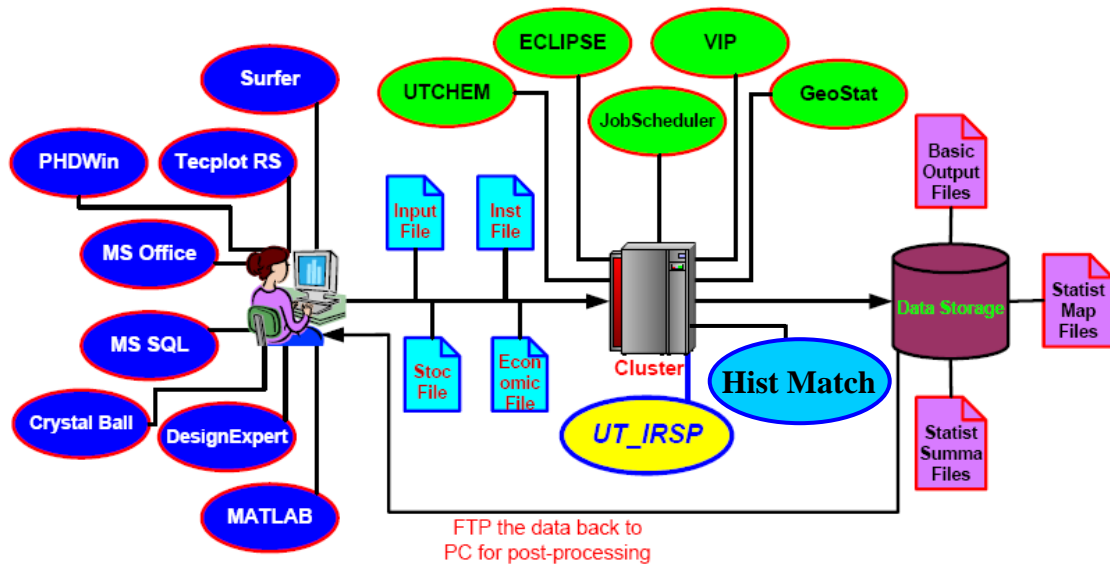 Surfer
PHDWin
Tecplot RS
MS Office
MS SQL
Crystal Ball
DesignExpert
MATLAB
Input
File
Inst
File
Stoc
File
Econ
omic
File
UTCHEM
ECLIPSE
JobScheduler
VIP
GeoStat
Cluster
UT_IRSP
Hist Match
Data Storage
Basic
Output
Files
Statist
Map
Files
Statist
Summa
Files
FTP the data back to
PC for post-processing